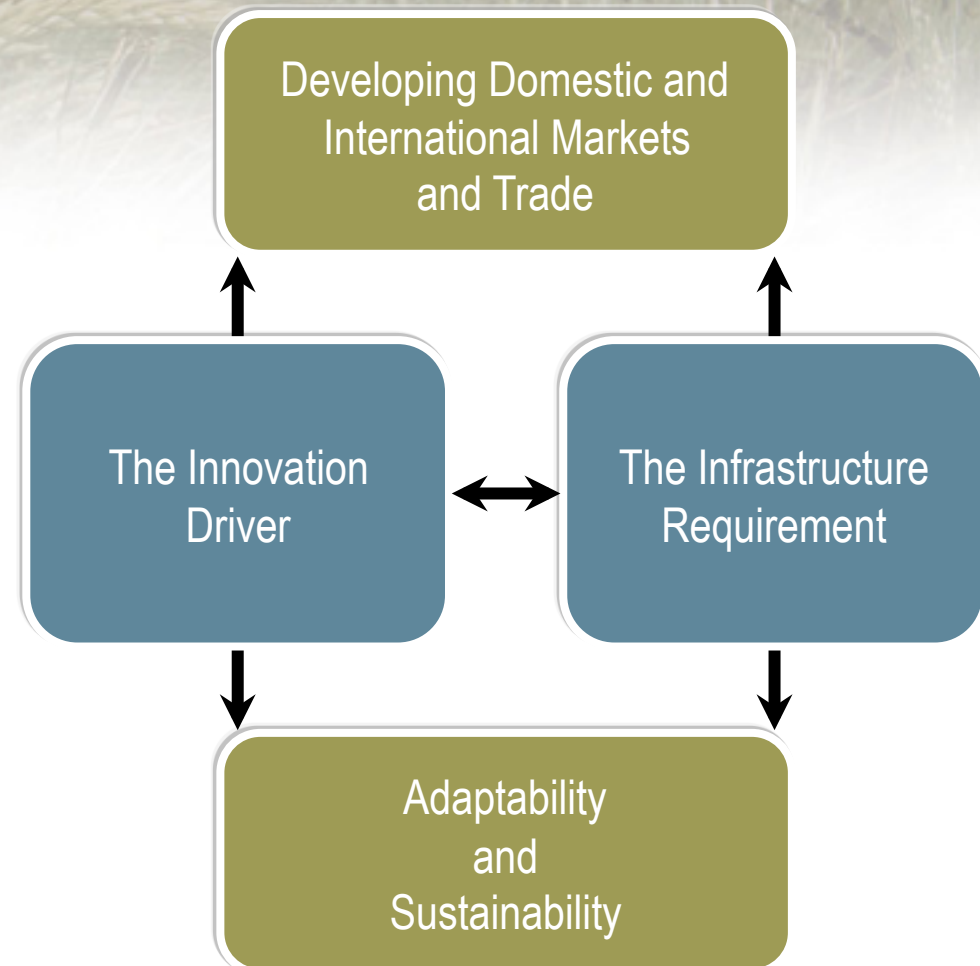 Developing Domestic and
International Markets
and Trade
The Innovation
Driver
The Infrastructure
Requirement
Adaptability
and
Sustainability